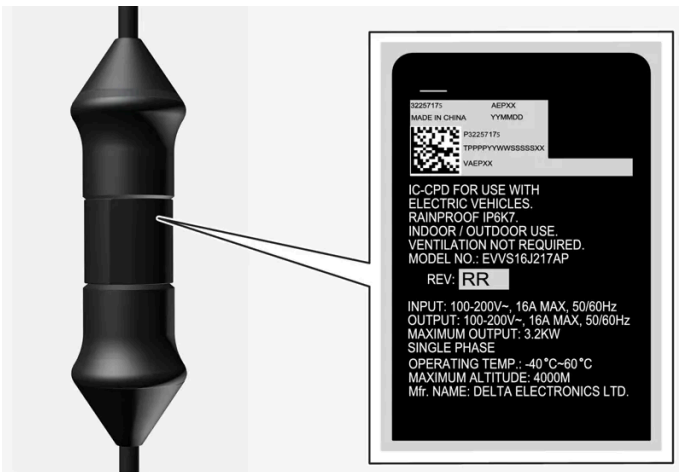 32257175 AEPXX
MADE IN CHINA YYMMDD
P32257175
TPPPPYYWWSSSSSXX
VAEPXX
IC-CPD FOR USE WITH
ELECTRIC VEHICLES.
RAINPROOF IP6K7.
INDOOR / OUTDOOR USE.
VENTILATION NOT REQUIRED.
MODEL NO.: EVVS16J217AP
REV: RR
INPUT: 100-200V~, 16A MAX, 50/60Hz
OUTPUT: 100-200V~, 16A MAX, 50/60Hz
MAXIMUM OUTPUT: 3.2KW
SINGLE PHASE
OPERATING TEMP.: -40°C~60°C
MAXIMUM ALTITUDE: 4000M
Mfr. NAME: DELTA ELECTRONICS LTD.